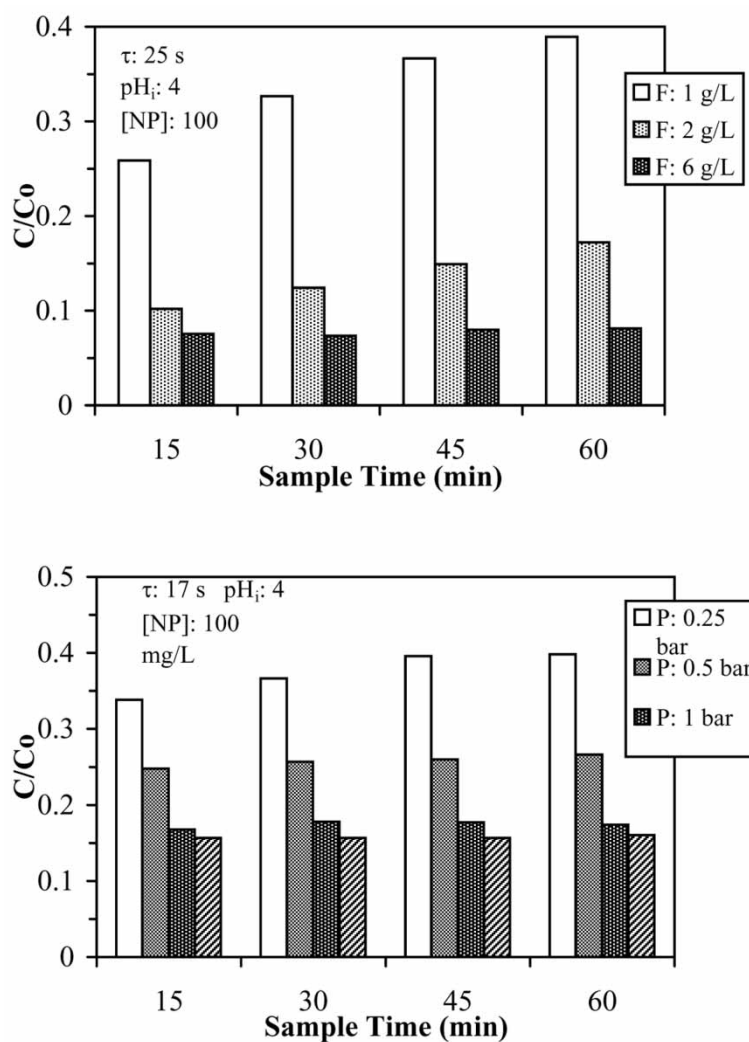 0.4
τ: 25 s
pHi: 4
[NP]: 100
F: 1 g/L
F: 2 g/L
F: 6 g/L
0.3
0.2
0.1
0
C/Co
15 30 45 60
Sample Time (min)
0.5
τ: 17 s pHi: 4
[NP]: 100
mg/L
P: 0.25
bar
P: 0.5 bar
P: 1 bar
0.4
0.3
0.2
0.1
0
C/Co
15 30 45 60
Sample Time (min)